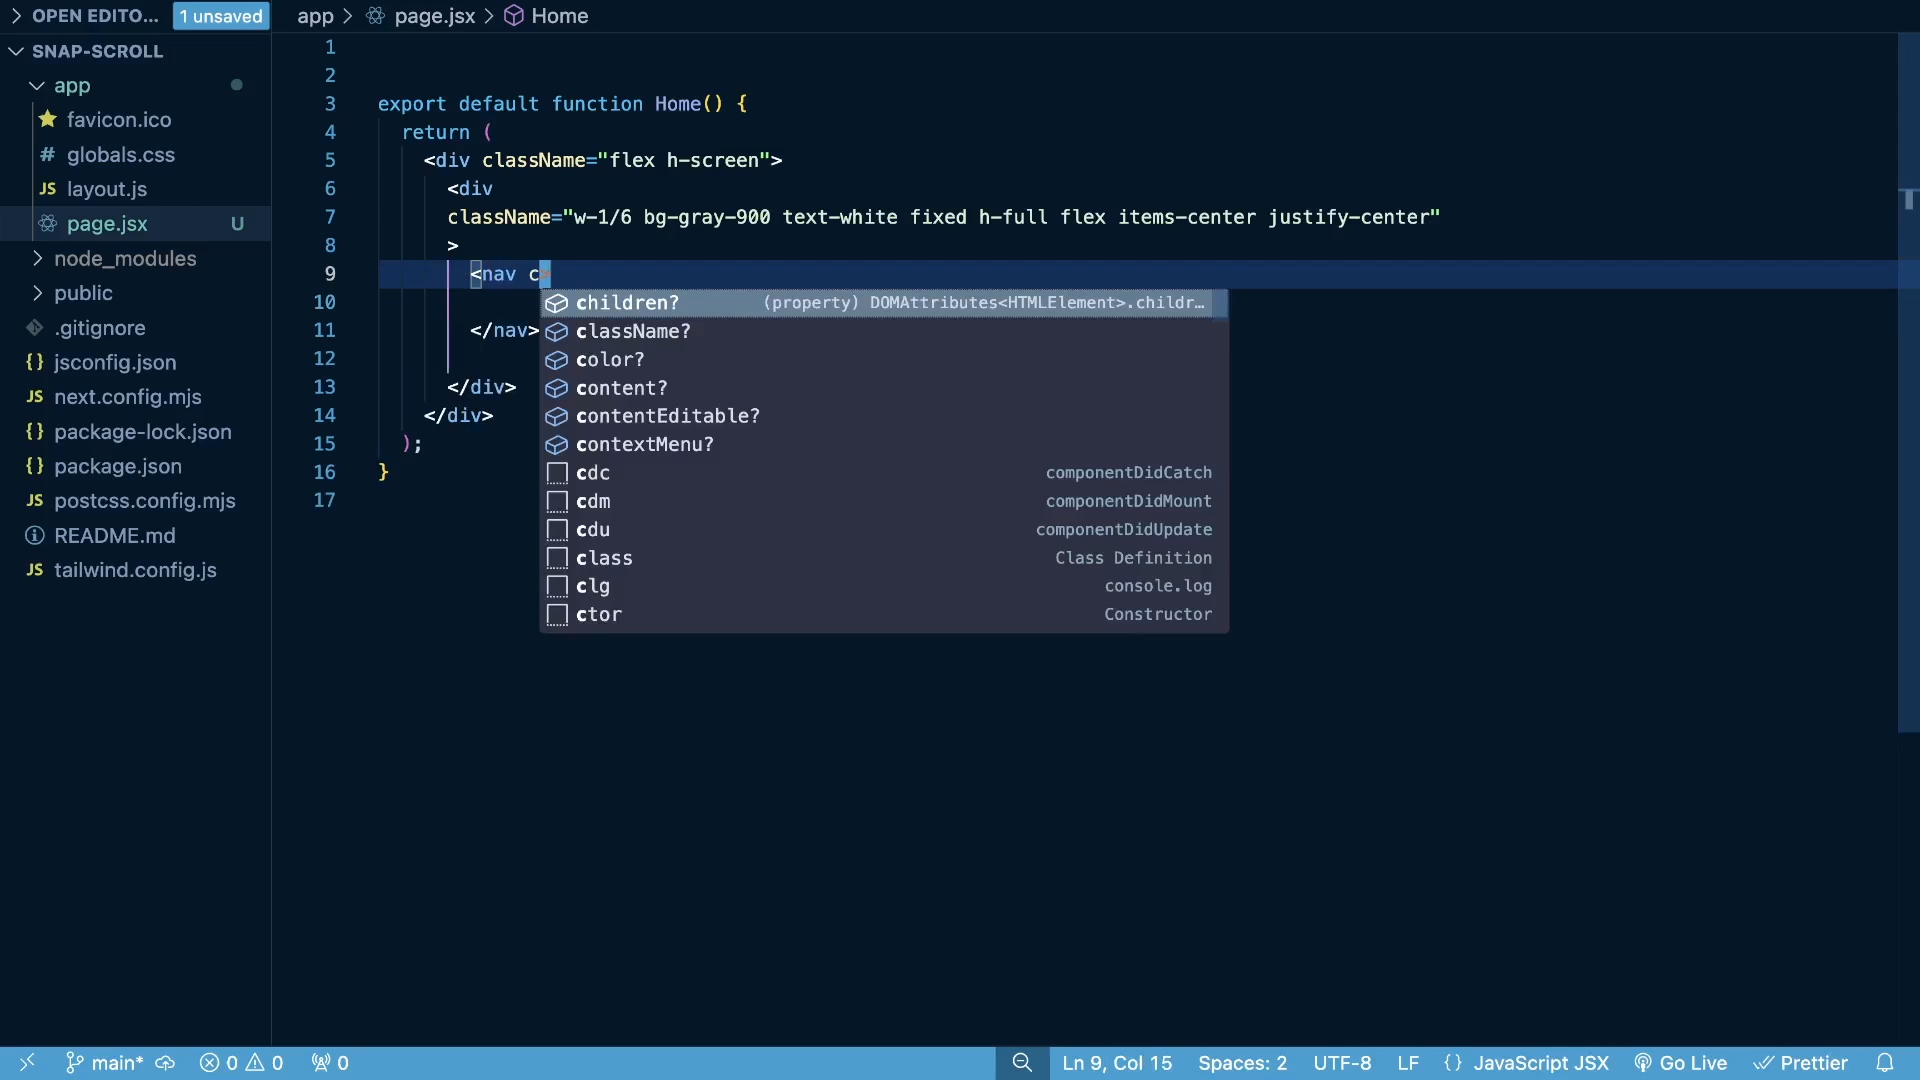 OPEN EDITO... 1 unsaved
app > page.jsx > Home
SNAP-SCROLL
app
favicon.ico
# globals.css
JS layout.js
page.jsx U
node_modules
public
.gitignore
{} jsconfig.json
JS next.config.mjs
{} package-lock.json
{} package.json
JS postcss.config.mjs
README.md
JS tailwind.config.js
1
2
3 export default function Home() {
4 return (
5 <div className="flex h-screen">
6 <div
7 className="w-1/6 bg-gray-900 text-white fixed h-full flex items-center justify-center"
8 >
9 <nav c
10
11 </nav>
12
13 </div>
14 </div>
15 );
16 }
17
children? (property) DOMAttributes<HTMLElement>.childr…
className?
color?
content?
contentEditable?
contextMenu?
cdc componentDidCatch
cdm componentDidMount
cdu componentDidUpdate
class Class Definition
clg console.log
ctor Constructor
main* 0 0 0 Ln 9, Col 15 Spaces: 2 UTF-8 LF {} JavaScript JSX Go Live Prettier